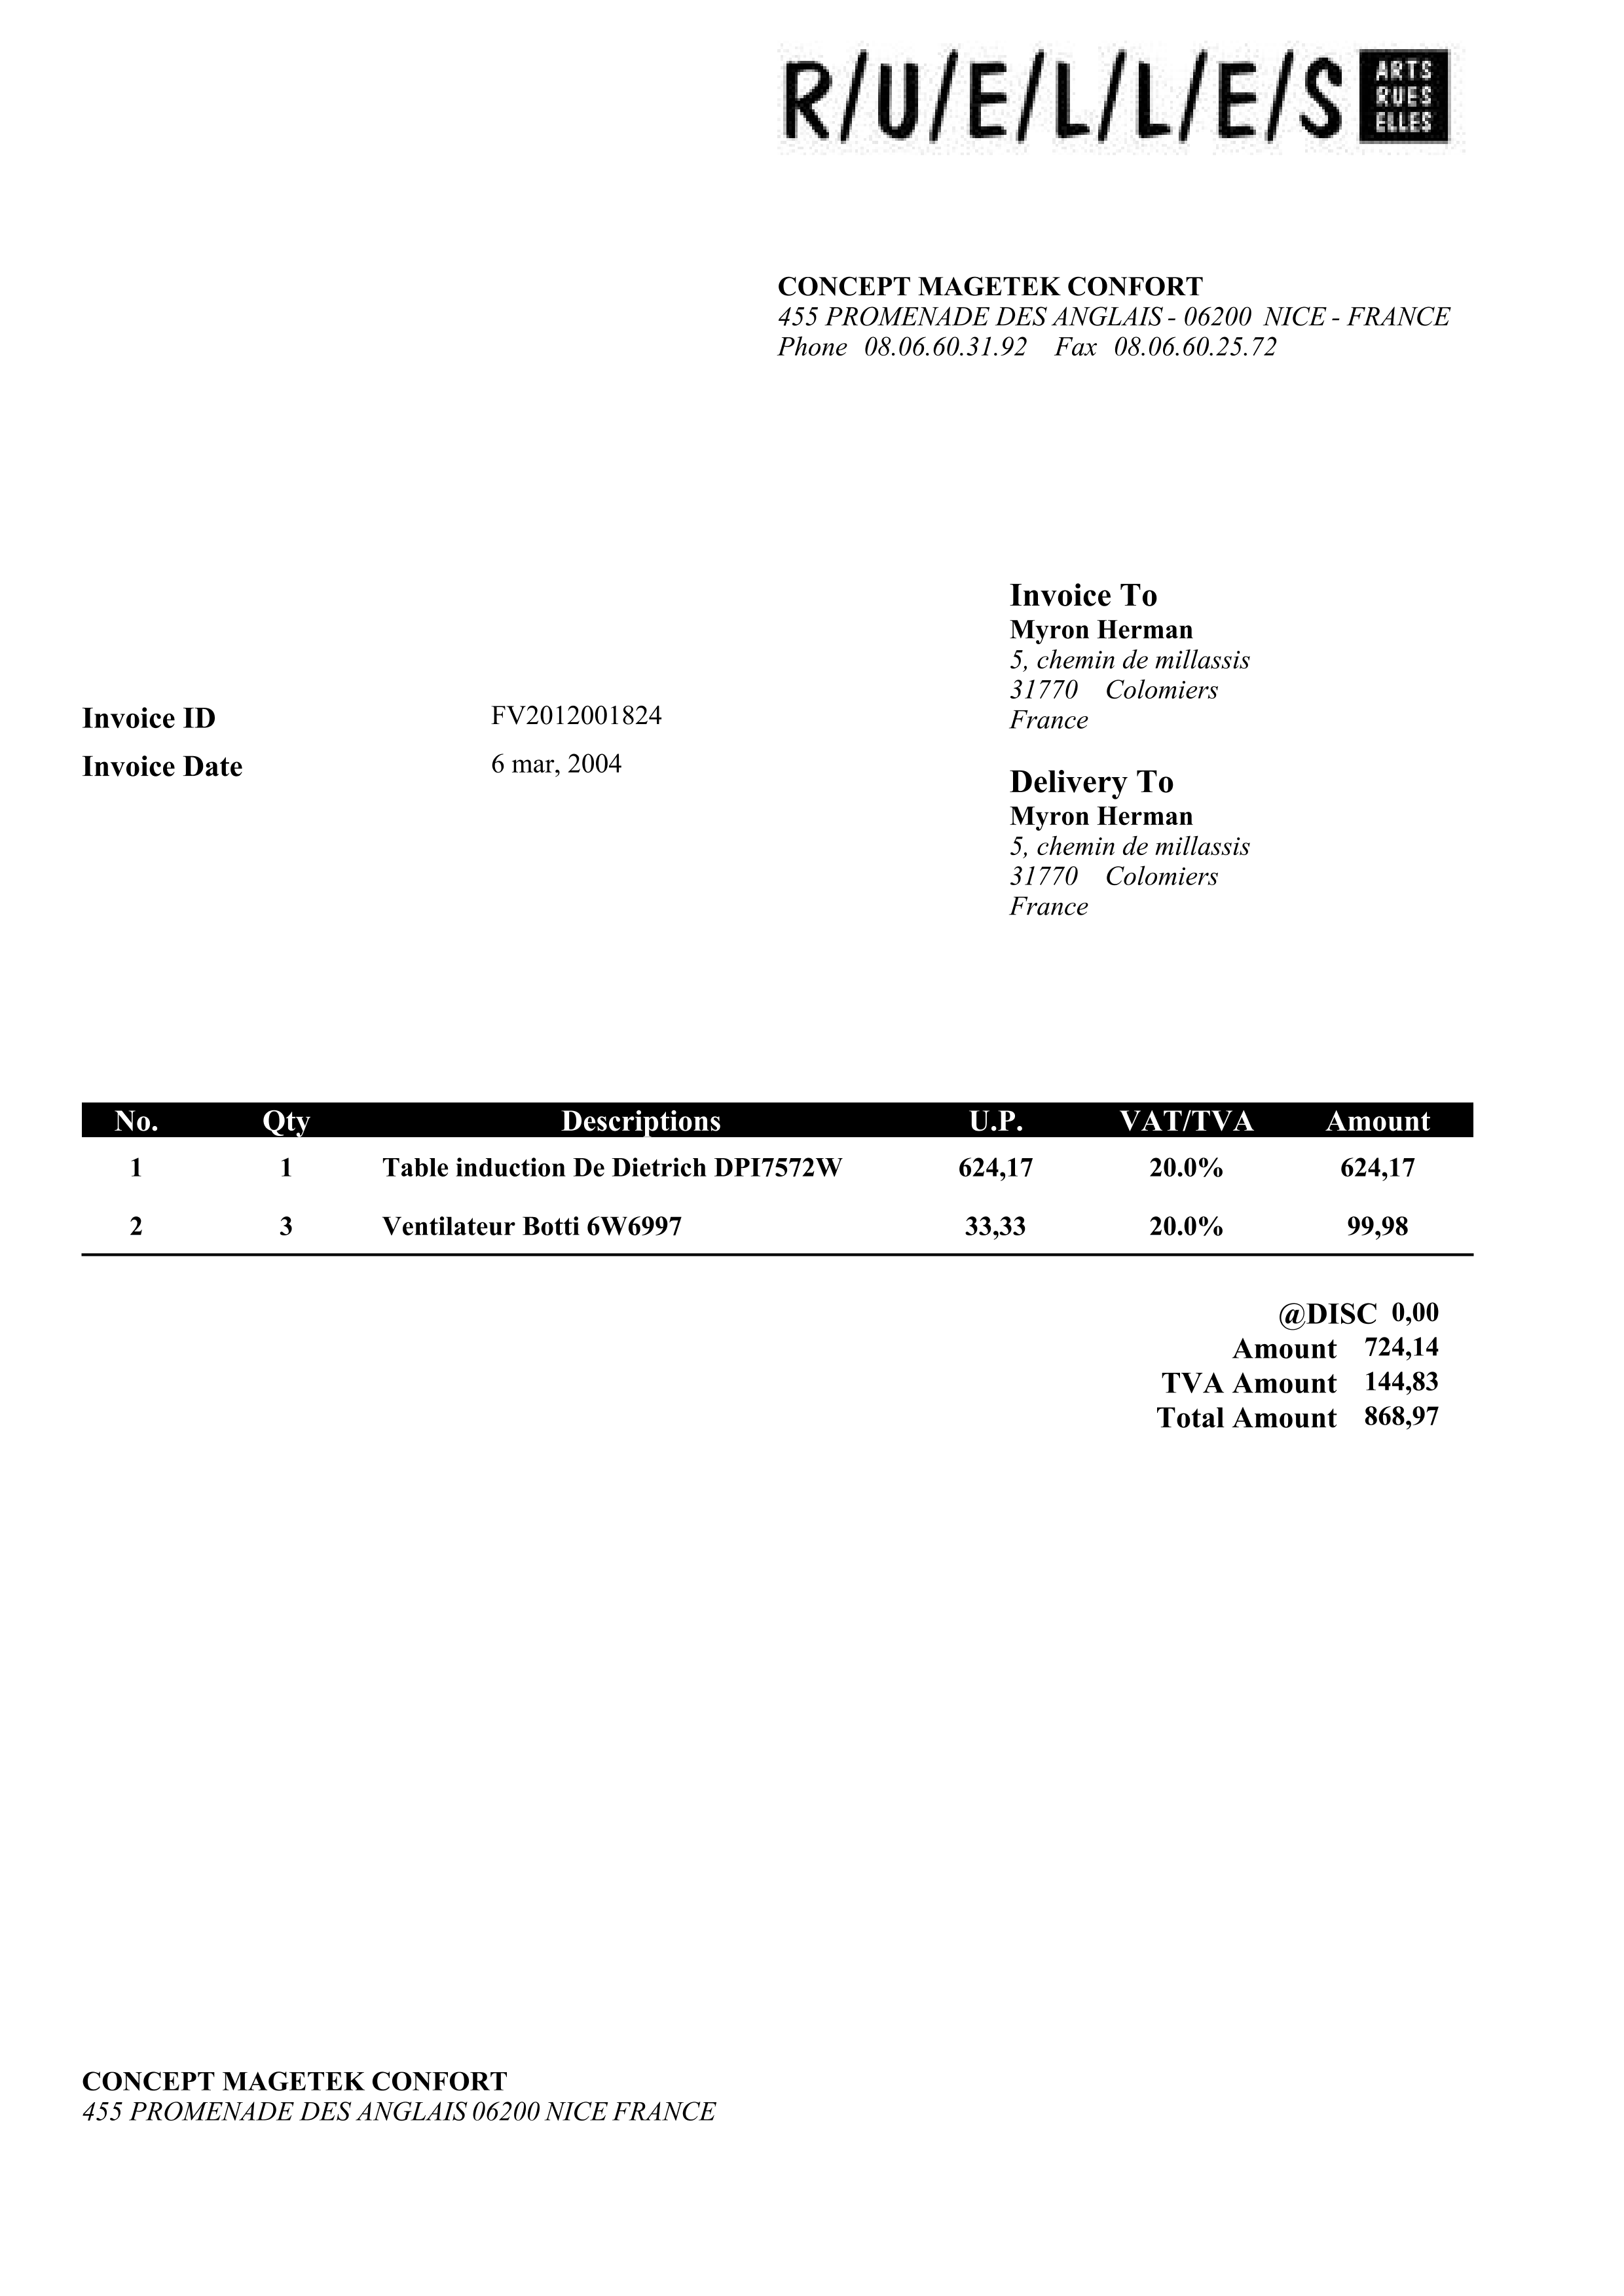 R/U/E/L/L/E/S ARTS RUES ELLES
CONCEPT MAGETEK CONFORT
455 PROMENADE DES ANGLAIS - 06200 NICE - FRANCE
Phone 08.06.60.31.92 Fax 08.06.60.25.72
Invoice To
Myron Herman
5, chemin de millassis
31770 Colomiers
France
Invoice ID FV2012001824
Invoice Date 6 mar, 2004
Delivery To
Myron Herman
5, chemin de millassis
31770 Colomiers
France
No. Qty Descriptions U.P. VAT/TVA Amount
1 1 Table induction De Dietrich DPI7572W 624,17 20.0% 624,17
2 3 Ventilateur Botti 6W6997 33,33 20.0% 99,98
@DISC 0,00
Amount 724,14
TVA Amount 144,83
Total Amount 868,97
CONCEPT MAGETEK CONFORT
455 PROMENADE DES ANGLAIS 06200 NICE FRANCE